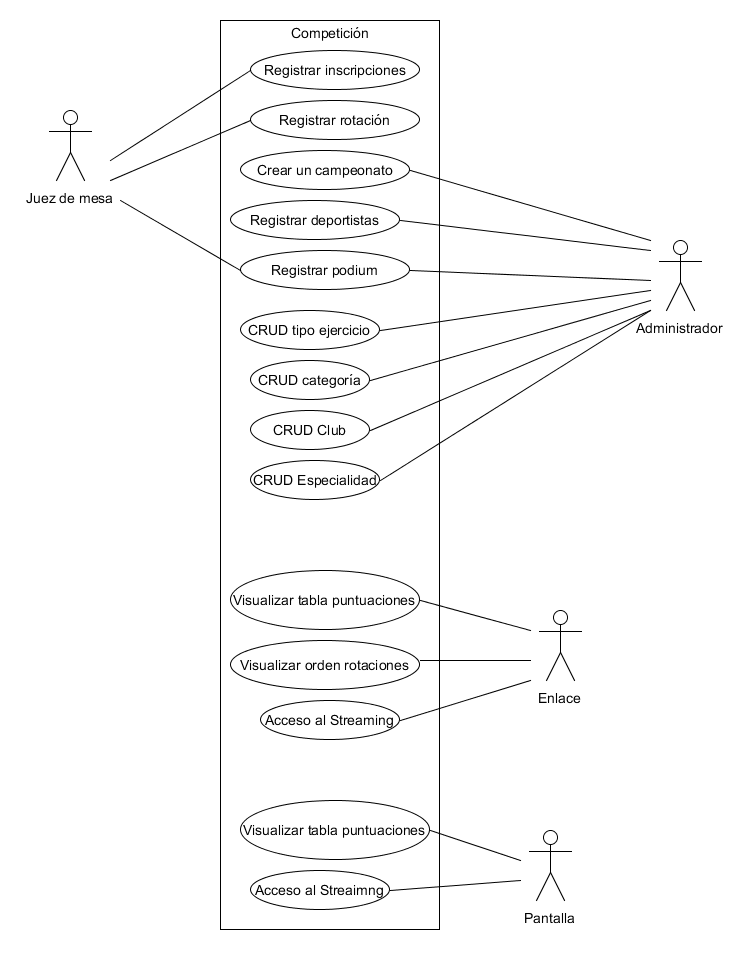 Competición
Registrar inscripciones
Registrar rotación
Juez de mesa
Crear un campeonato
Registrar deportistas
Registrar podium
Administrador
CRUD tipo ejercicio
CRUD categoría
CRUD Club
CRUD Especialidad
Visualizar tabla puntuaciones
Visualizar orden rotaciones
Enlace
Acceso al Streaming
Visualizar tabla puntuaciones
Acceso al Streaimng
Pantalla